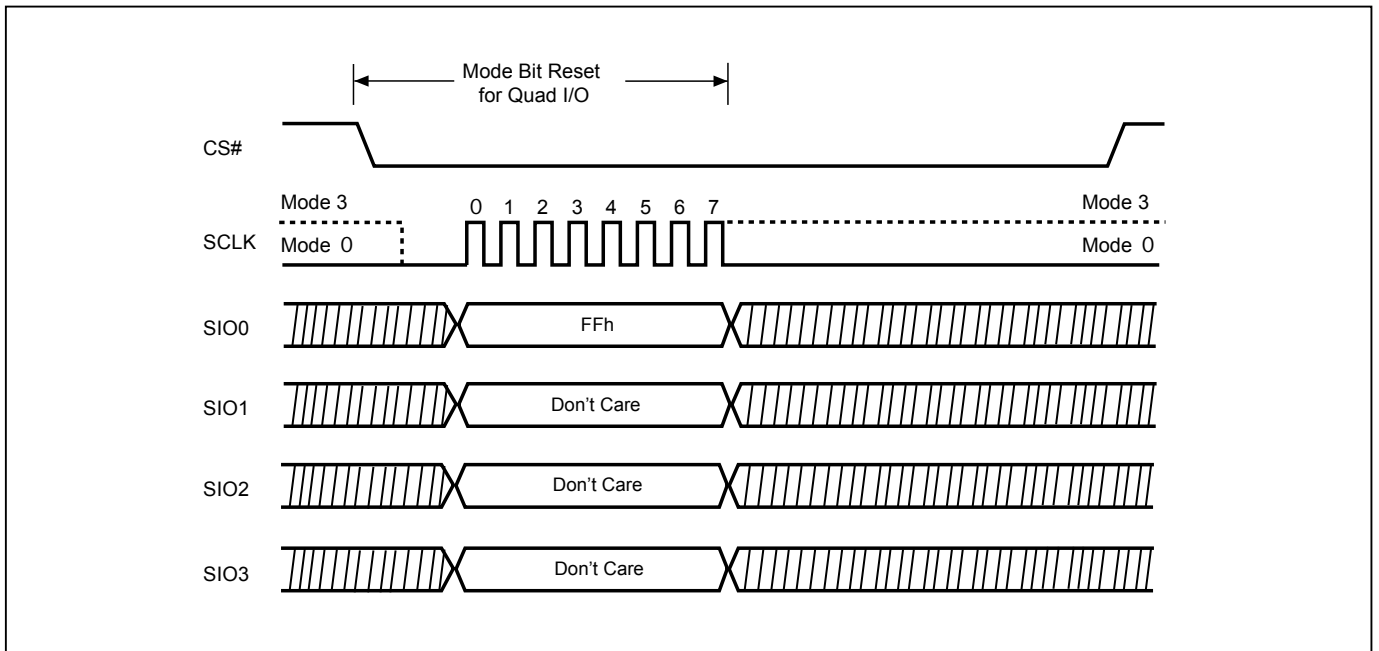 Mode Bit Reset
for Quad I/O
CS#
Mode 3
0 1 2 3 4 5 6 7
Mode 3
SCLK
Mode 0
Mode 0
SIO0
FFh
SIO1
Don't Care
SIO2
Don't Care
SIO3
Don't Care